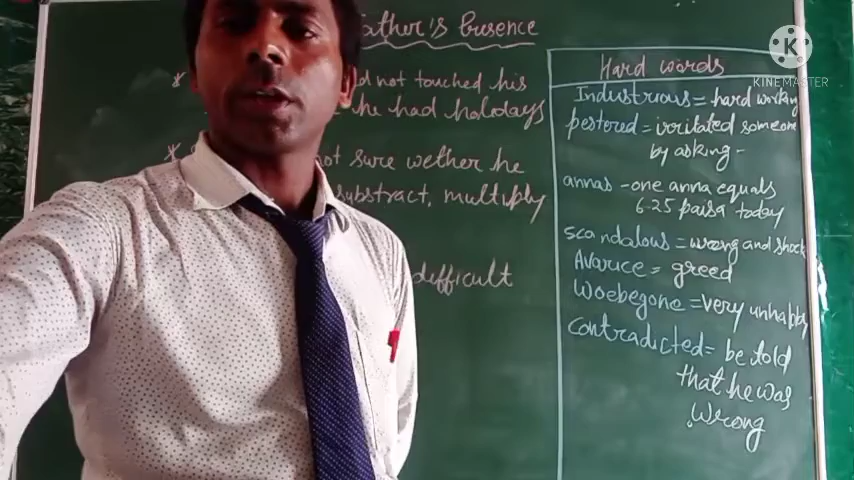 ather's Presence
* d not touched his
he had holidays
* not sure wether he
substract, multiply
difficult
Hard words
Industrious = hard working
pestered = irritated someone
by asking -
annas - one anna equals
6-25 paisa today
scandalous = wrong and shock
Avarice = greed
Woebegone = very unhappy
Contradicted = be told
that he was
wrong
K
KINEMASTER